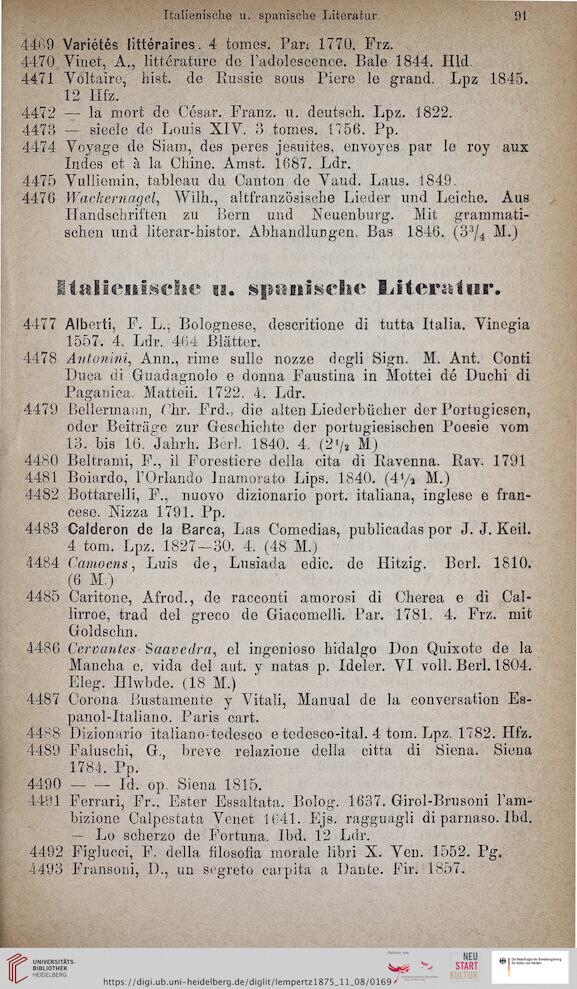 Italienische u. spanische Literatur. 91
4469 Variétés littéraires. 4 tomes. Par. 1770. Frz.
4470 Vinet, A., littérature de l'adolescence. Bale 1844. Hld.
4471 Voltaire, hist. de Russie sous Piere le grand. Lpz 1845.
12 Hfz.
4472 — la mort de César. Franz. u. deutsch. Lpz. 1822.
4473 — siecle de Louis XIV. 3 tomes. 1756. Pp.
4474 Voyage de Siam, des peres jesuites, envoyes par le roy aux
Indes et à la Chine. Amst. 1687. Ldr.
4475 Vulliemin, tableau du Canton de Vaud. Laus. 1849.
4476 Wackernagel, Wilh., altfranzösische Lieder und Leiche. Aus
Handschriften zu Bern und Neuenburg. Mit grammati-
schen und literar-histor. Abhandlungen. Bas 1846. (3³/₄ M.)
Italienische u. spanische Literatur.
4477 Alberti, F. L., Bolognese, descritione di tutta Italia. Vinegia
1557. 4. Ldr. 464 Blätter.
4478 Antonini, Ann., rime sulle nozze degli Sign. M. Ant. Conti
Duca di Guadagnolo e donna Faustina in Mottei dé Duchi di
Paganica. Matteii. 1722. 4. Ldr.
4479 Bellermann, Chr. Frd., die alten Liederbücher der Portugiesen,
oder Beiträge zur Geschichte der portugiesischen Poesie vom
13. bis 16. Jahrh. Berl. 1840. 4. (2¹/₂ M)
4480 Beltrami, F., il Forestiere della cita di Ravenna. Rav. 1791
4481 Boiardo, l'Orlando Inamorato Lips. 1840. (4¹/₂ M.)
4482 Bottarelli, F., nuovo dizionario port. italiana, inglese e fran-
cese. Nizza 1791. Pp.
4483 Calderon de la Barca, Las Comedias, publicadas por J. J. Keil.
4 tom. Lpz. 1827—30. 4. (48 M.)
4484 Camoens, Luis de, Lusiada edic. de Hitzig. Berl. 1810.
(6 M.)
4485 Caritone, Afrod., de racconti amorosi di Cherea e di Cal-
lirroe, trad del greco de Giacomelli. Par. 1781. 4. Frz. mit
Goldschn.
4486 Cervantes Saavedra, el ingenioso hidalgo Don Quixote de la
Mancha c. vida del aut. y natas p. Ideler. VI voll. Berl. 1804.
Eleg. Hlwbde. (18 M.)
4487 Corona Bustamente y Vitali, Manual de la conversation Es-
panol-Italiano. Paris cart.
4488 Dizionario italiano-tedesco e tedesco-ital. 4 tom. Lpz. 1782. Hfz.
4489 Faluschi, G., breve relazione della citta di Siena. Siena
1784. Pp.
4490 — — Id. op. Siena 1815.
4491 Ferrari, Fr., Ester Essaltata. Bolog. 1637. Girol-Brusoni l'am-
bizione Calpestata Venet 1641. Ejs. ragguagli di parnaso. Ibd.
— Lo scherzo de Fortuna. Ibd. 12 Ldr.
4492 Figlucci, F. della filosofia morale libri X. Ven. 1552. Pg.
4493 Fransoni, D., un segreto carpita a Dante. Fir. 1857.
UNIVERSITÄTS-
BIBLIOTHEK
HEIDELBERG
https://digi.ub.uni-heidelberg.de/diglit/lempertz1875_11_08/0169
NEU
START
KULTUR